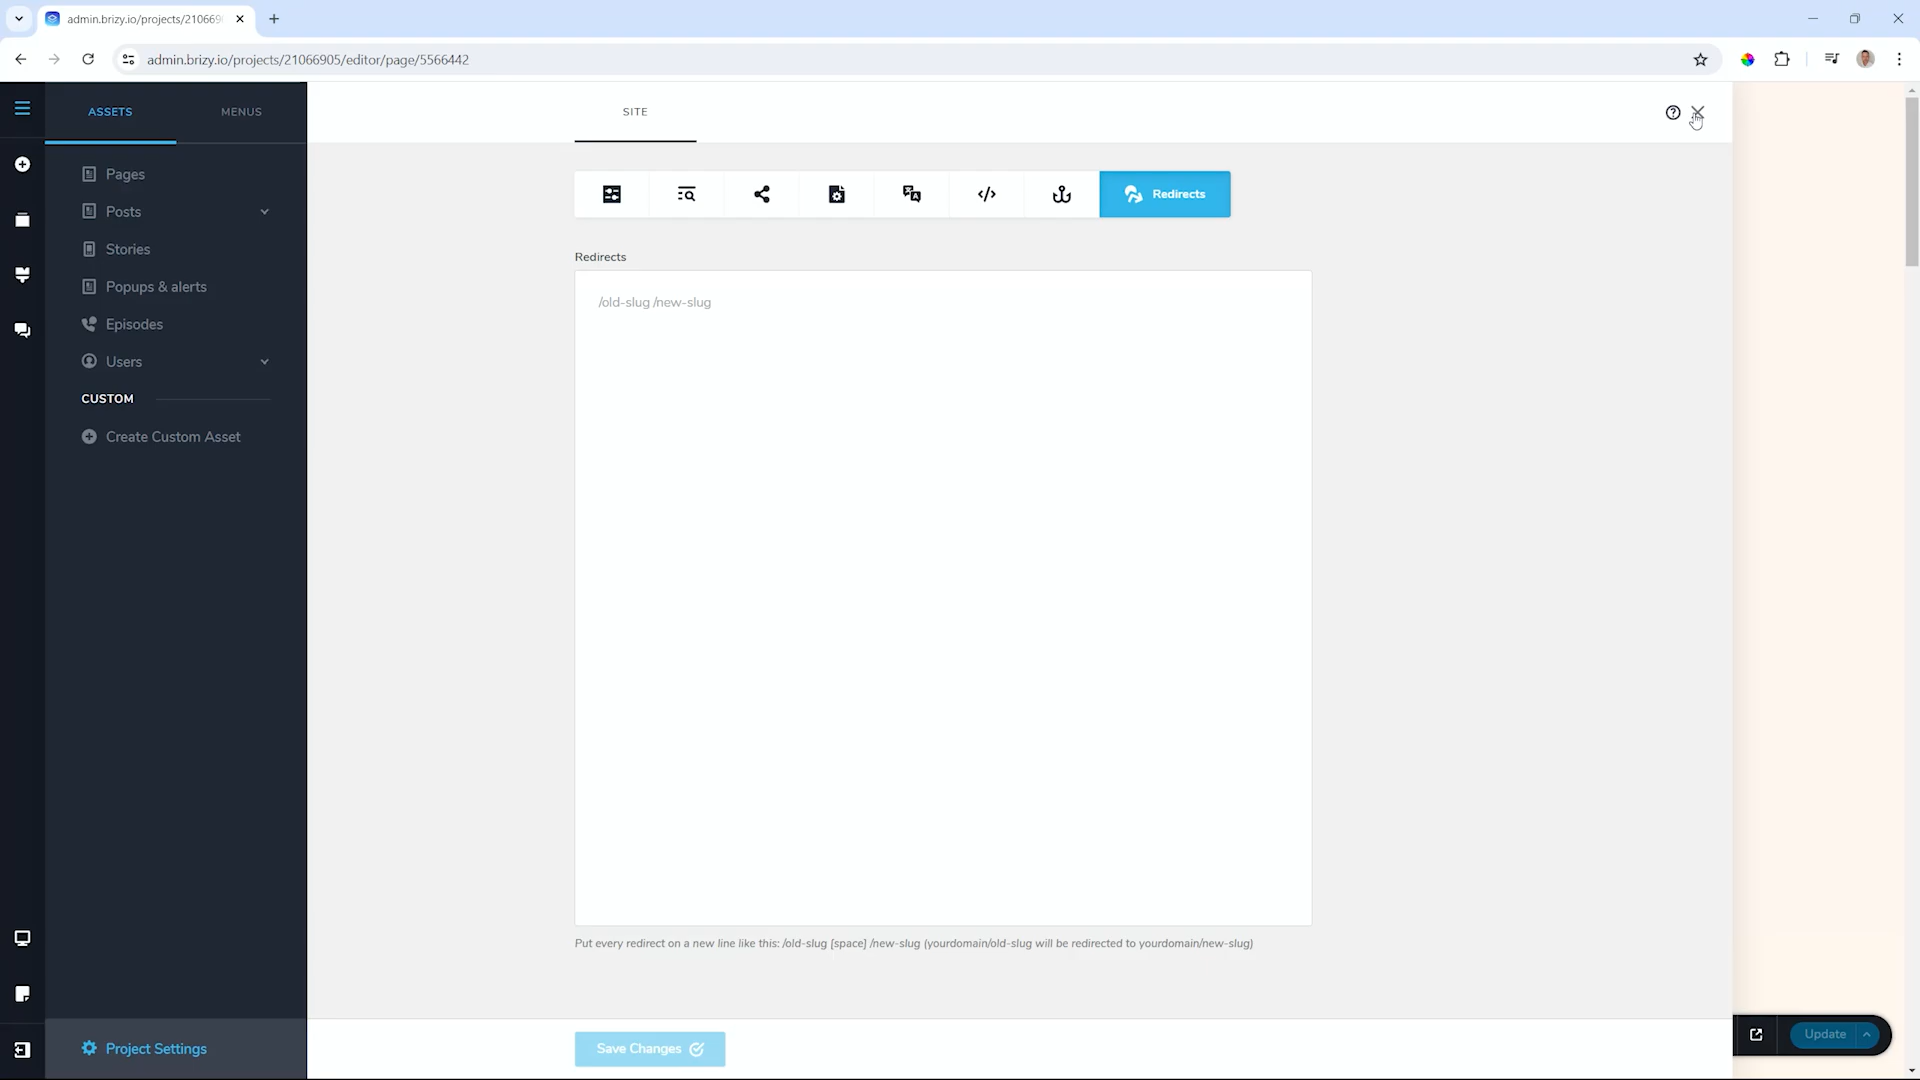 admin.brizy.io/projects/210669
admin.brizy.io/projects/21066905/editor/page/5566442
ASSETS
MENUS
SITE
Pages
Posts
Stories
Popups & alerts
Episodes
Users
CUSTOM
Create Custom Asset
Redirects
Redirects
/old-slug /new-slug
Put every redirect on a new line like this: /old-slug [space] /new-slug (yourdomain/old-slug will be redirected to yourdomain/new-slug)
Project Settings
Save Changes
Update